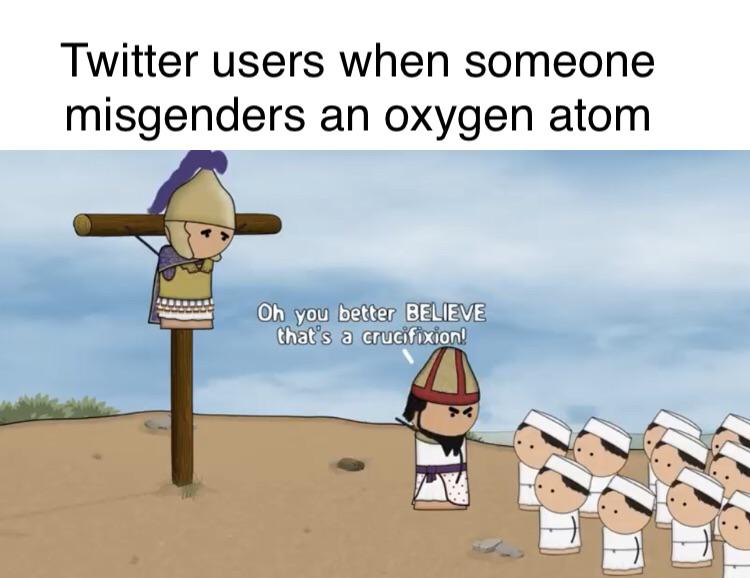 Twitter users when someone
misgenders an oxygen atom
Oh you better BELIEVE
that's a crucifixion!